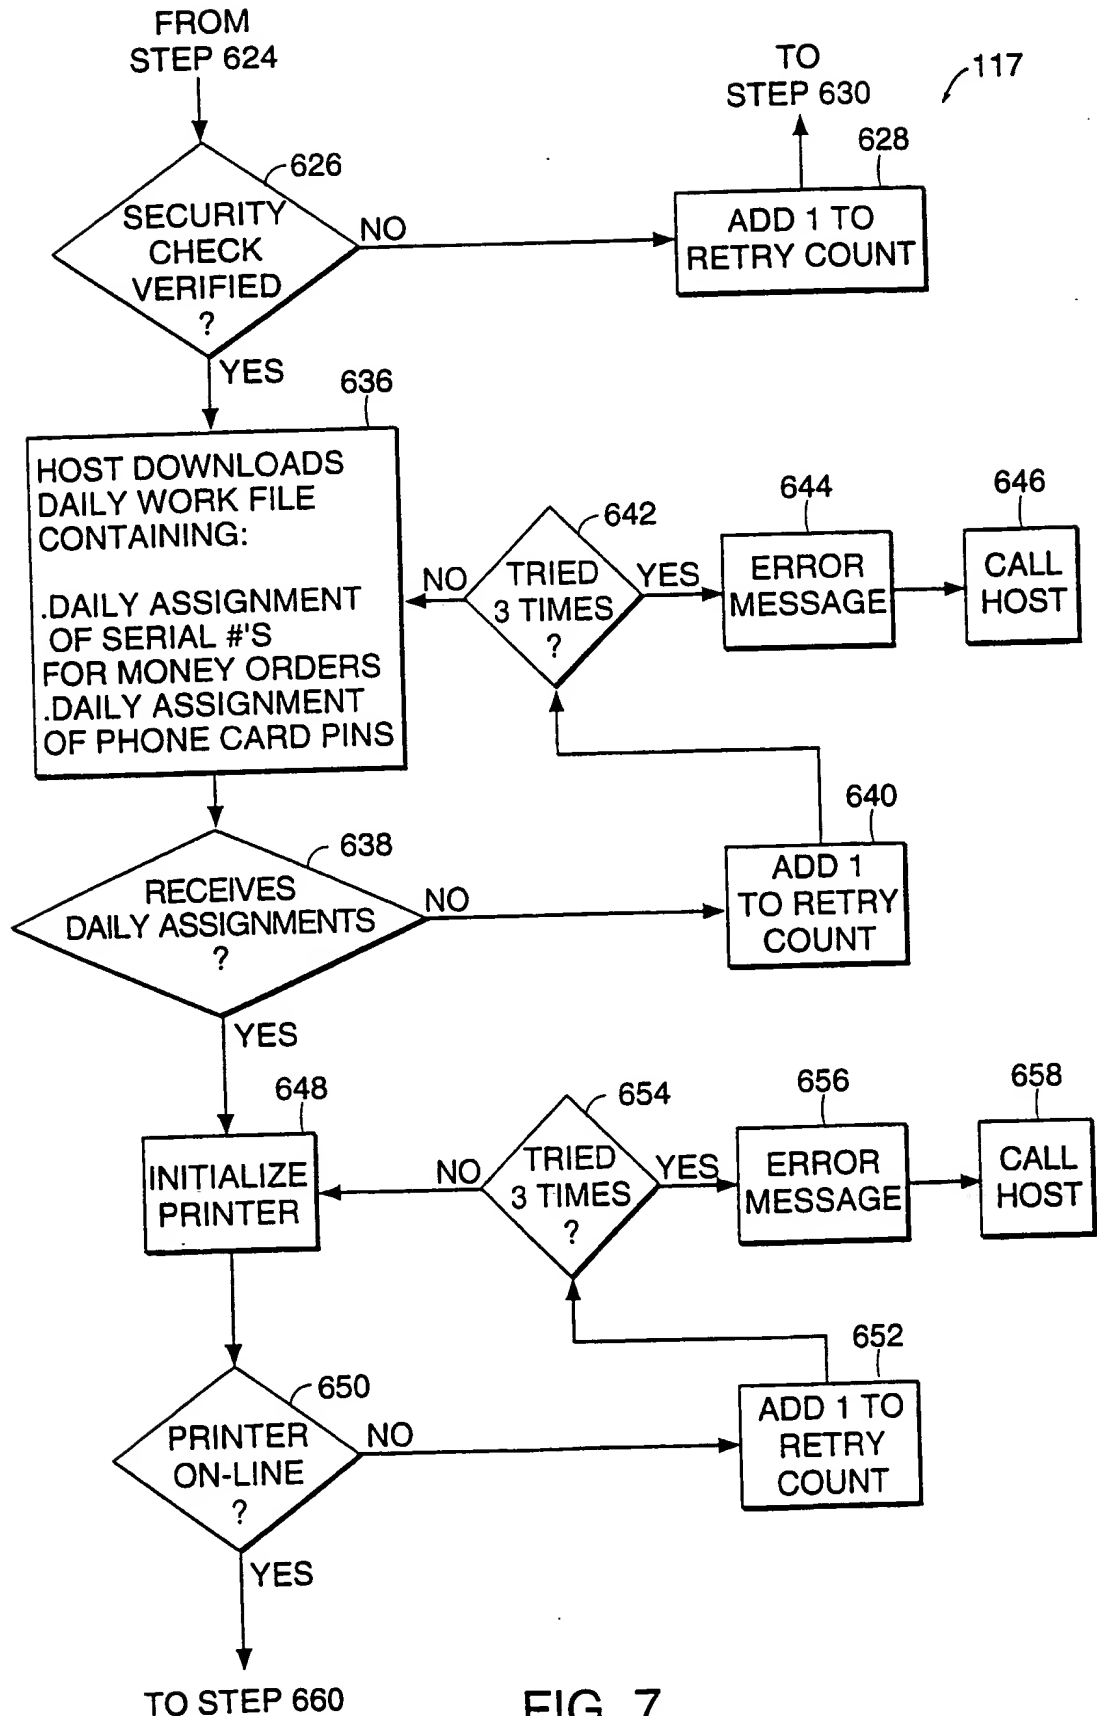 FROM
STEP 624
TO
STEP 630
117
626
SECURITY
CHECK
VERIFIED
?
NO
628
ADD 1 TO
RETRY COUNT
YES
636
HOST DOWNLOADS
DAILY WORK FILE
CONTAINING:
.DAILY ASSIGNMENT
OF SERIAL #'S
FOR MONEY ORDERS
.DAILY ASSIGNMENT
OF PHONE CARD PINS
NO
642
TRIED
3 TIMES
?
YES
644
ERROR
MESSAGE
646
CALL
HOST
638
RECEIVES
DAILY ASSIGNMENTS
?
NO
640
ADD 1
TO RETRY
COUNT
YES
648
INITIALIZE
PRINTER
NO
654
TRIED
3 TIMES
?
YES
656
ERROR
MESSAGE
658
CALL
HOST
650
PRINTER
ON-LINE
?
NO
652
ADD 1 TO
RETRY
COUNT
YES
TO STEP 660
FIG. 7